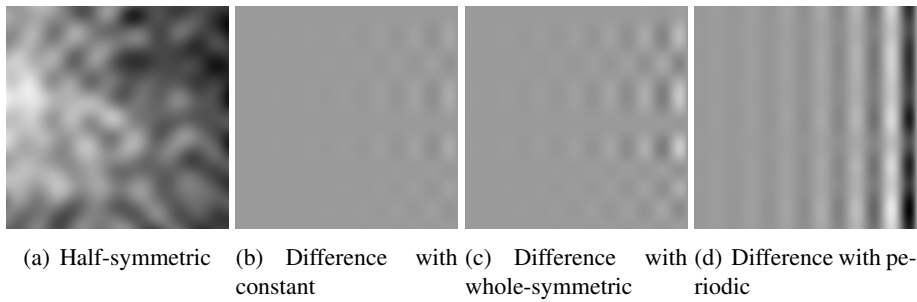 (a) Half-symmetric
(b) Difference with
constant
(c) Difference with
whole-symmetric
(d) Difference with pe-
riodic